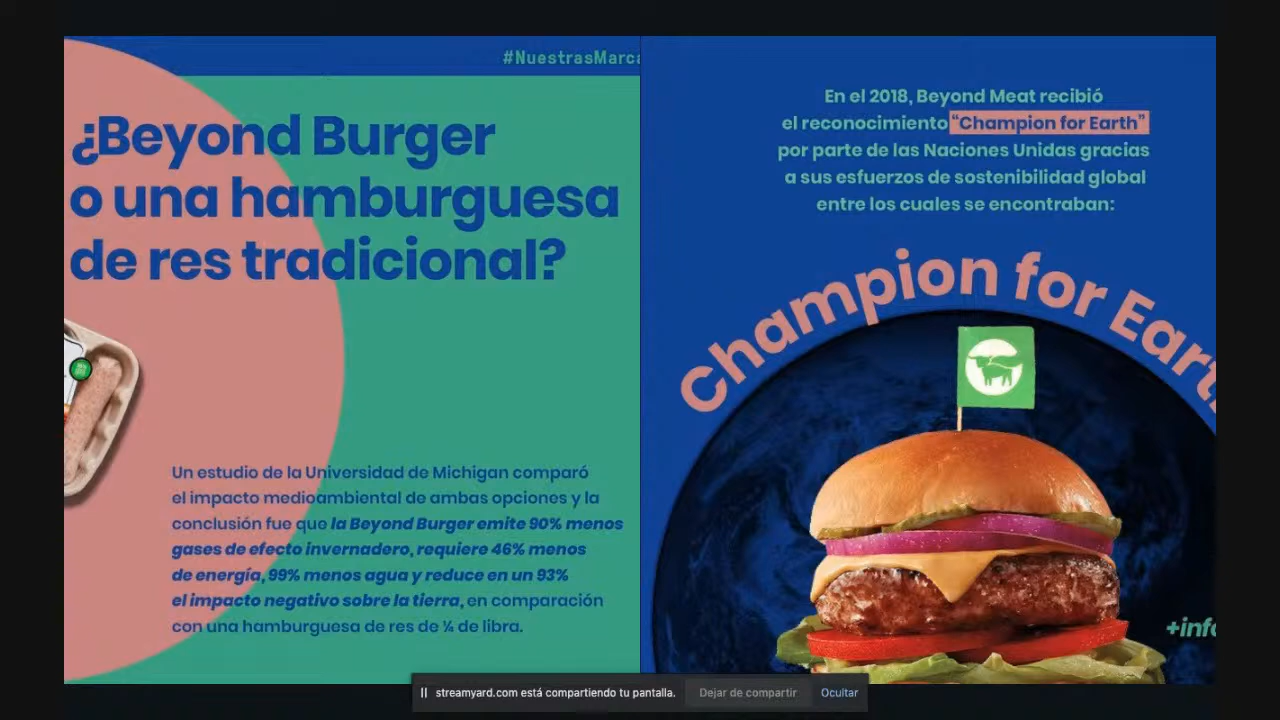 #NuestrasMarca
¿Beyond Burger
o una hamburguesa
de res tradicional?
Un estudio de la Universidad de Michigan comparó
el impacto medioambiental de ambas opciones y la
conclusión fue que la Beyond Burger emite 90% menos
gases de efecto invernadero, requiere 46% menos
de energía, 99% menos agua y reduce en un 93%
el impacto negativo sobre la tierra, en comparación
con una hamburguesa de res de ¼ de libra.
En el 2018, Beyond Meat recibió
el reconocimiento “Champion for Earth”
por parte de las Naciones Unidas gracias
a sus esfuerzos de sostenibilidad global
entre los cuales se encontraban:
Champion for Eart
+info
streamyard.com está compartiendo tu pantalla. Dejar de compartir Ocultar